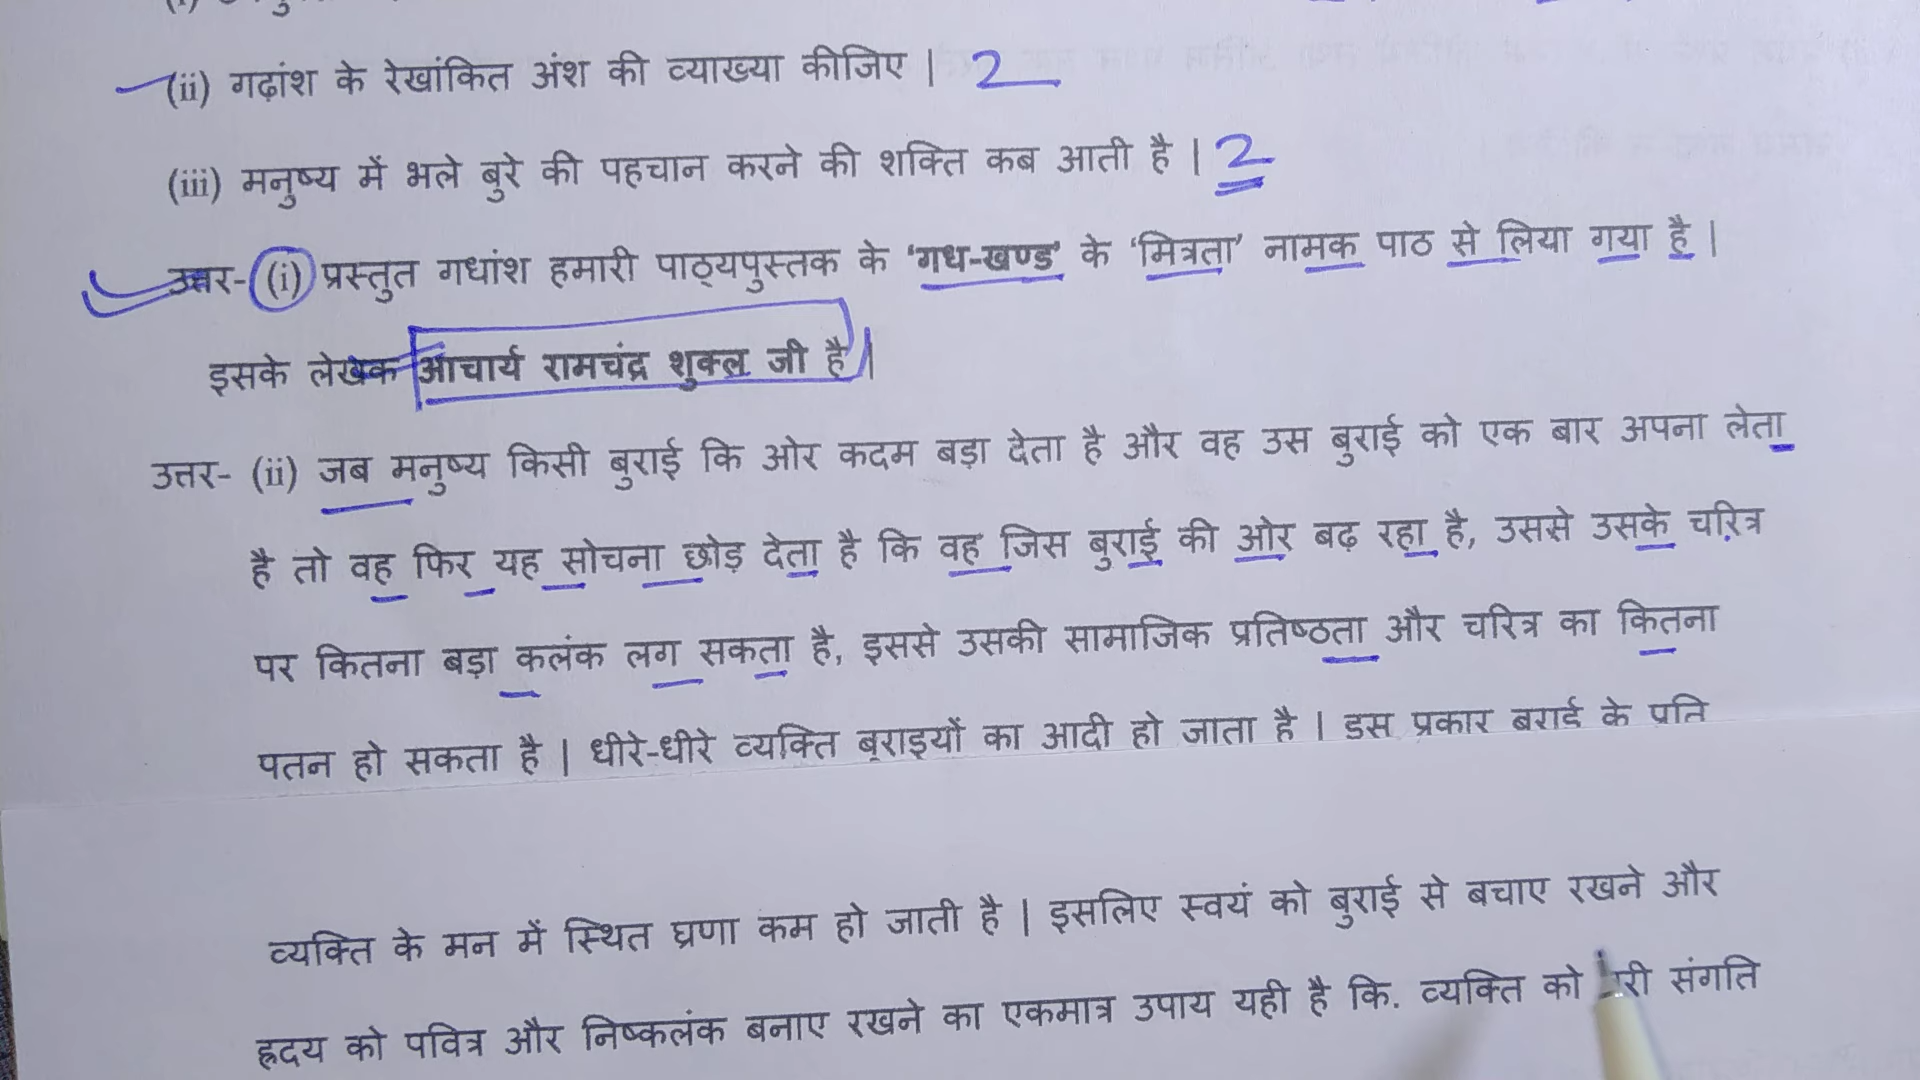 (ii) गढ़ांश के रेखांकित अंश की व्याख्या कीजिए | 2
(iii) मनुष्य में भले बुरे की पहचान करने की शक्ति कब आती है | 2
उत्तर- (i) प्रस्तुत गधांश हमारी पाठ्यपुस्तक के 'गध-खण्ड' के 'मित्रता' नामक पाठ से लिया गया है |
इसके लेखक आचार्य रामचंद्र शुक्ल जी है |
उत्तर- (ii) जब मनुष्य किसी बुराई कि ओर कदम बड़ा देता है और वह उस बुराई को एक बार अपना लेता
है तो वह फिर यह सोचना छोड़ देता है कि वह जिस बुराई की ओर बढ़ रहा है, उससे उसके चरित्र
पर कितना बड़ा कलंक लग सकता है, इससे उसकी सामाजिक प्रतिष्ठता और चरित्र का कितना
पतन हो सकता है | धीरे-धीरे व्यक्ति बुराइयों का आदी हो जाता है | इस प्रकार बुराई के प्रति
व्यक्ति के मन में स्थित घ्रणा कम हो जाती है | इसलिए स्वयं को बुराई से बचाए रखने और
ह्रदय को पवित्र और निष्कलंक बनाए रखने का एकमात्र उपाय यही है कि. व्यक्ति को संगति